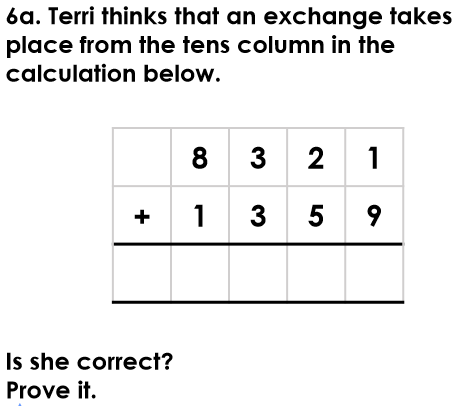 6a. Terri thinks that an exchange takes
place from the tens column in the
calculation below.
8 3 2 1
+ 1 3 5 9
Is she correct?
Prove it.